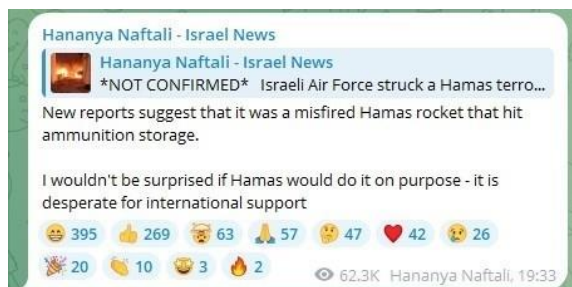 Hananya Naftali - Israel News
Hananya Naftali - Israel News
*NOT CONFIRMED* Israeli Air Force struck a Hamas terro...
New reports suggest that it was a misfired Hamas rocket that hit
ammunition storage.
I wouldn't be surprised if Hamas would do it on purpose - it is
desperate for international support
395 269 63 57 47 42 26
20 10 3 2 62.3K Hananya Naftali, 19:33